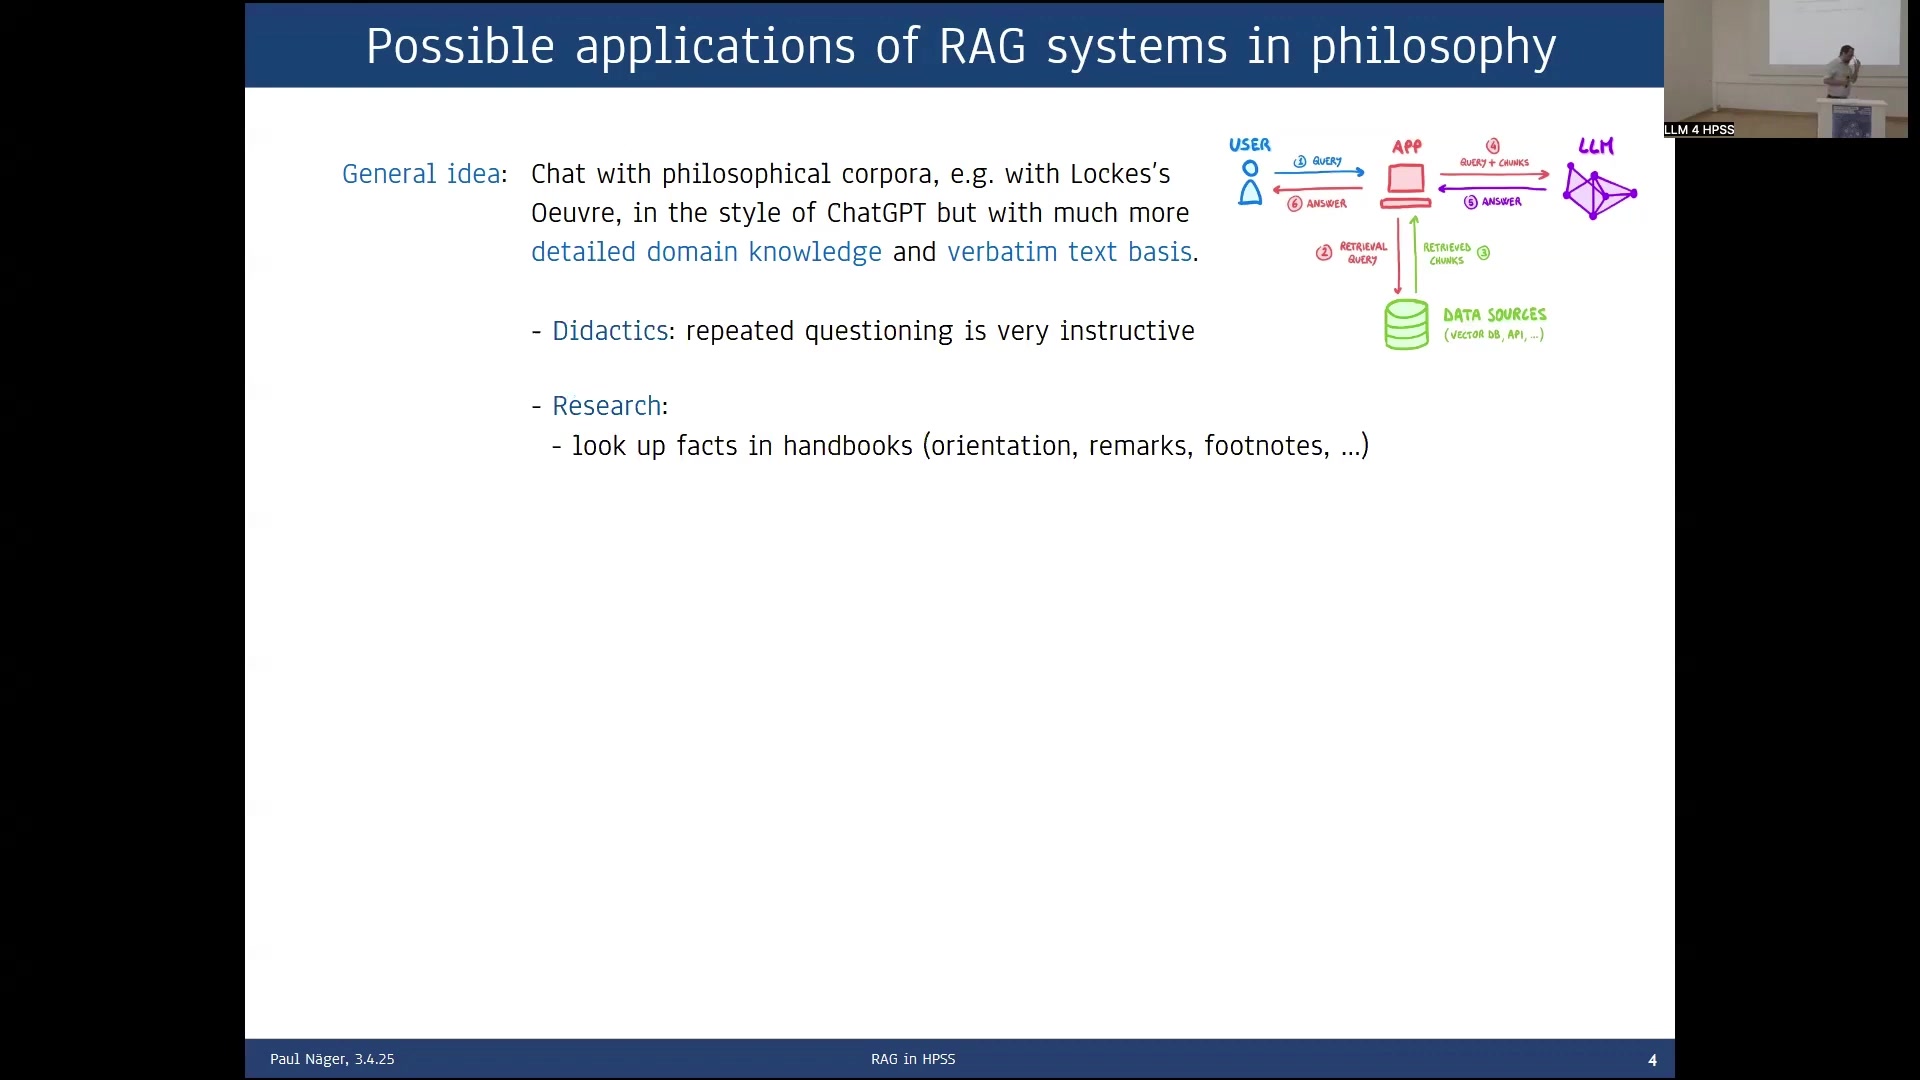 Possible applications of RAG systems in philosophy
LLM 4 HPSS
General idea: Chat with philosophical corpora, e.g. with Lockes's
Oeuvre, in the style of ChatGPT but with much more
detailed domain knowledge and verbatim text basis.
- Didactics: repeated questioning is very instructive
- Research:
- look up facts in handbooks (orientation, remarks, footnotes, ...)
USER
① QUERY
⑥ ANSWER
APP
④
QUERY + CHUNKS
⑤ ANSWER
LLM
② RETRIEVAL
QUERY
RETRIEVED
CHUNKS ③
DATA SOURCES
(VECTOR DB, API, ...)
Paul Näger, 3.4.25
RAG in HPSS
4